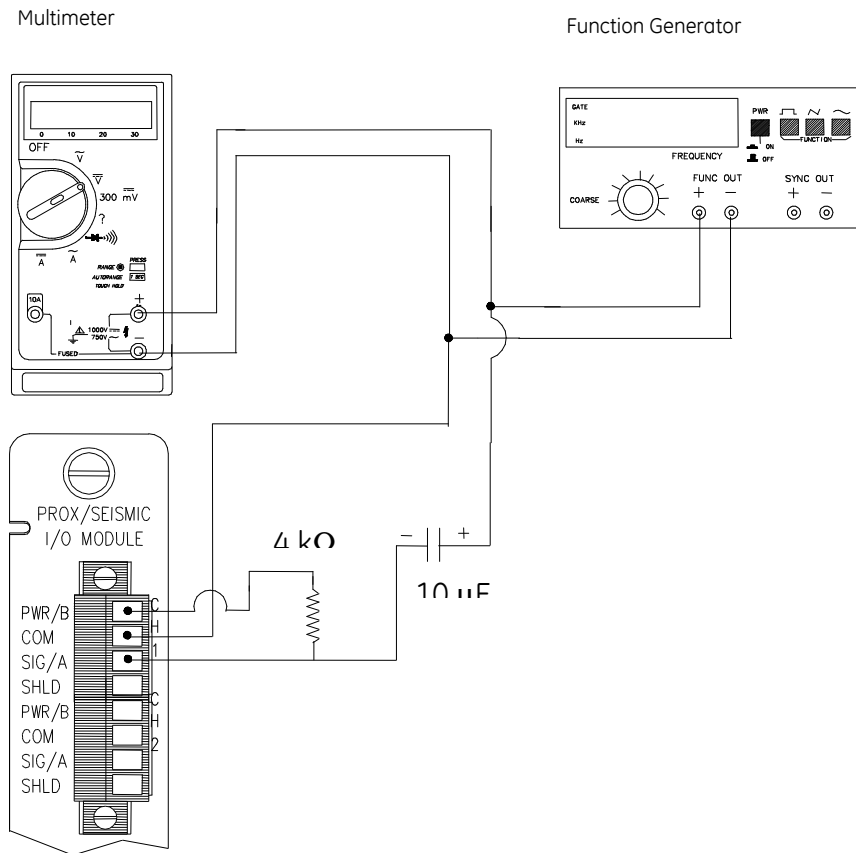 Multimeter
Function Generator
0 10 20 30
OFF
V
V
300 mV
?
A
A
RANGE
PRESS
AUTORANGE
1 SEC
TOUCH HOLD
10A
+
1000V
750V
−
FUSED
GATE
KHz
Hz
PWR
ON
OFF
FUNCTION
FREQUENCY
COARSE
FUNC OUT
+ −
SYNC OUT
+ −
PROX/SEISMIC
I/O MODULE
4 kΩ
− +
10 µF
PWR/B
COM
SIG/A
SHLD
CH1
PWR/B
COM
SIG/A
SHLD
CH2